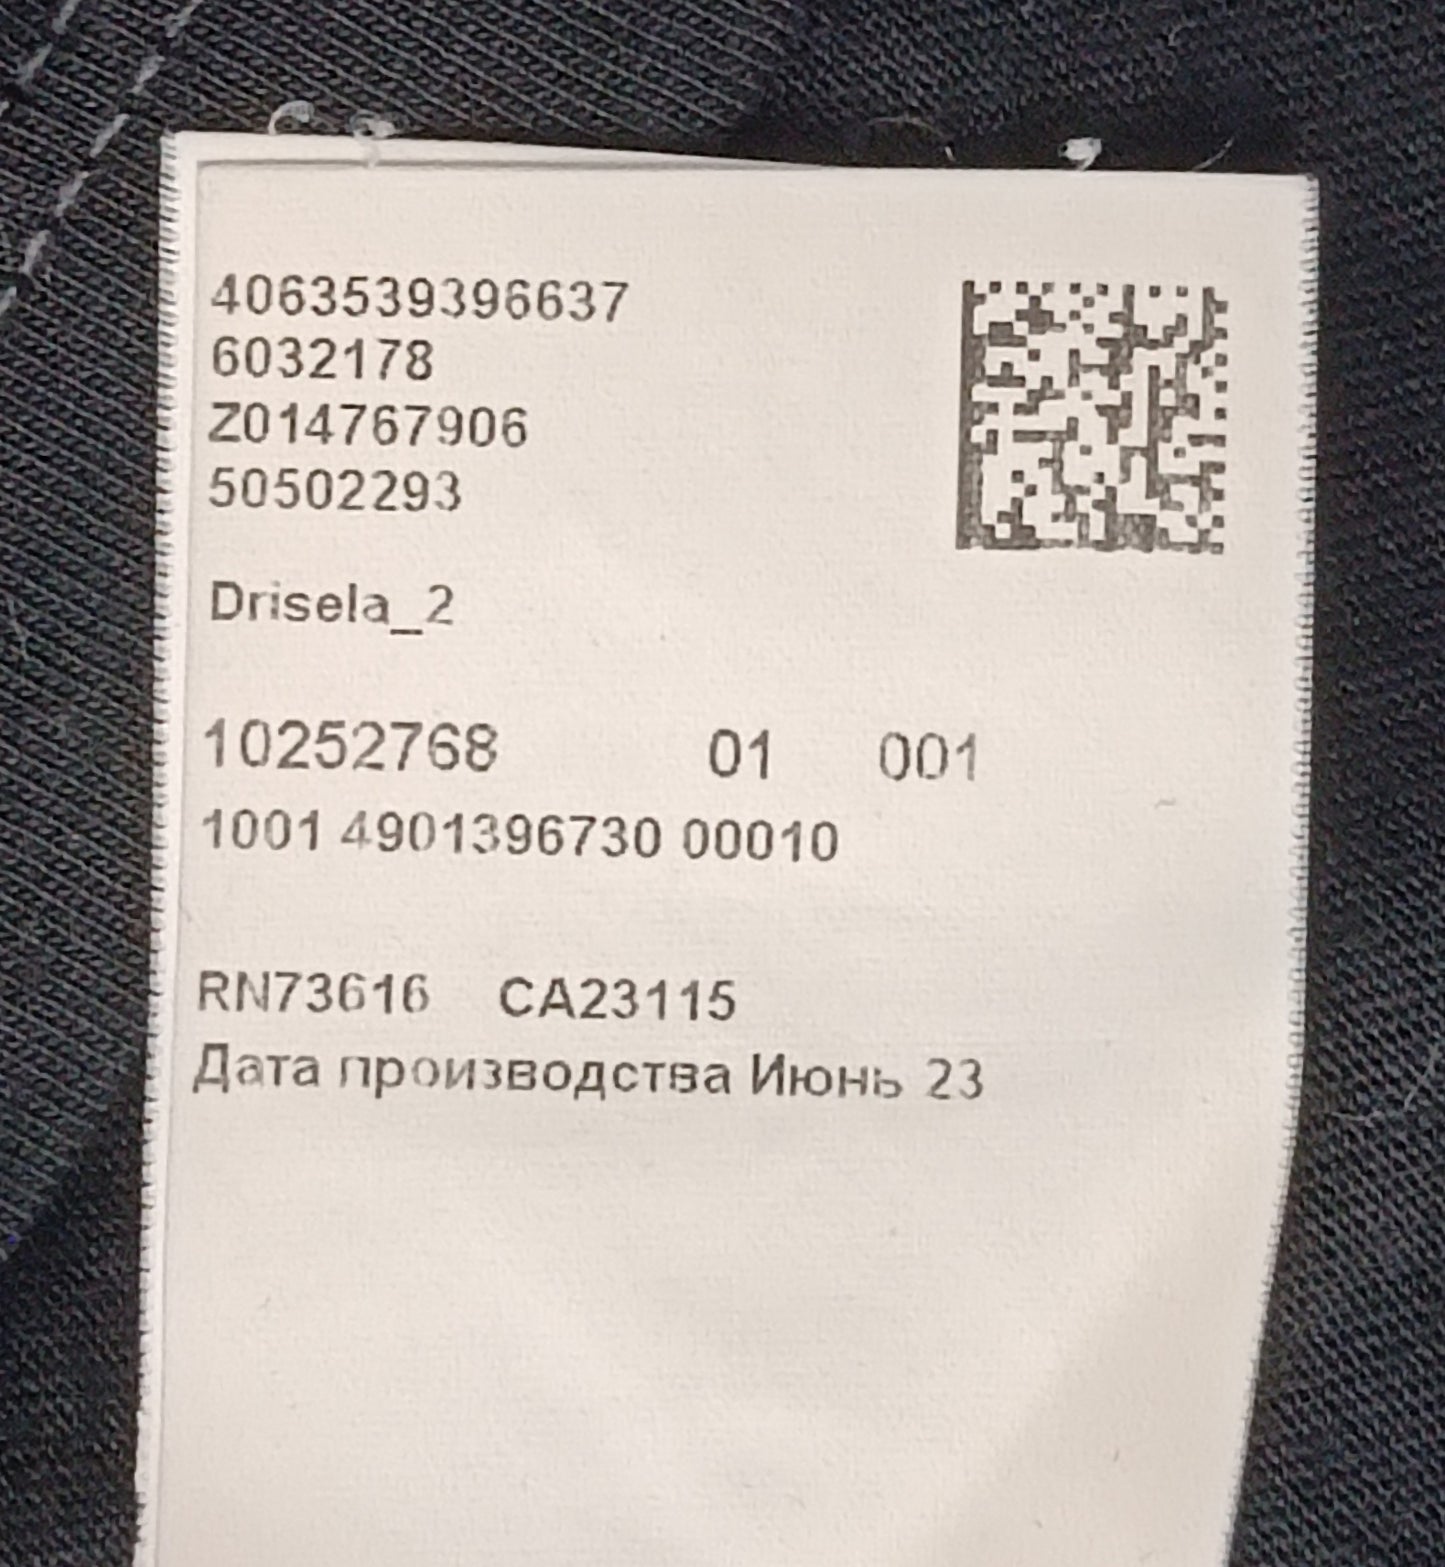 4063539396637
6032178
Z014767906
50502293
Drisela_2
10252768 01 001
1001 4901396730 00010
RN73616 CA23115
Дата производства Июнь 23